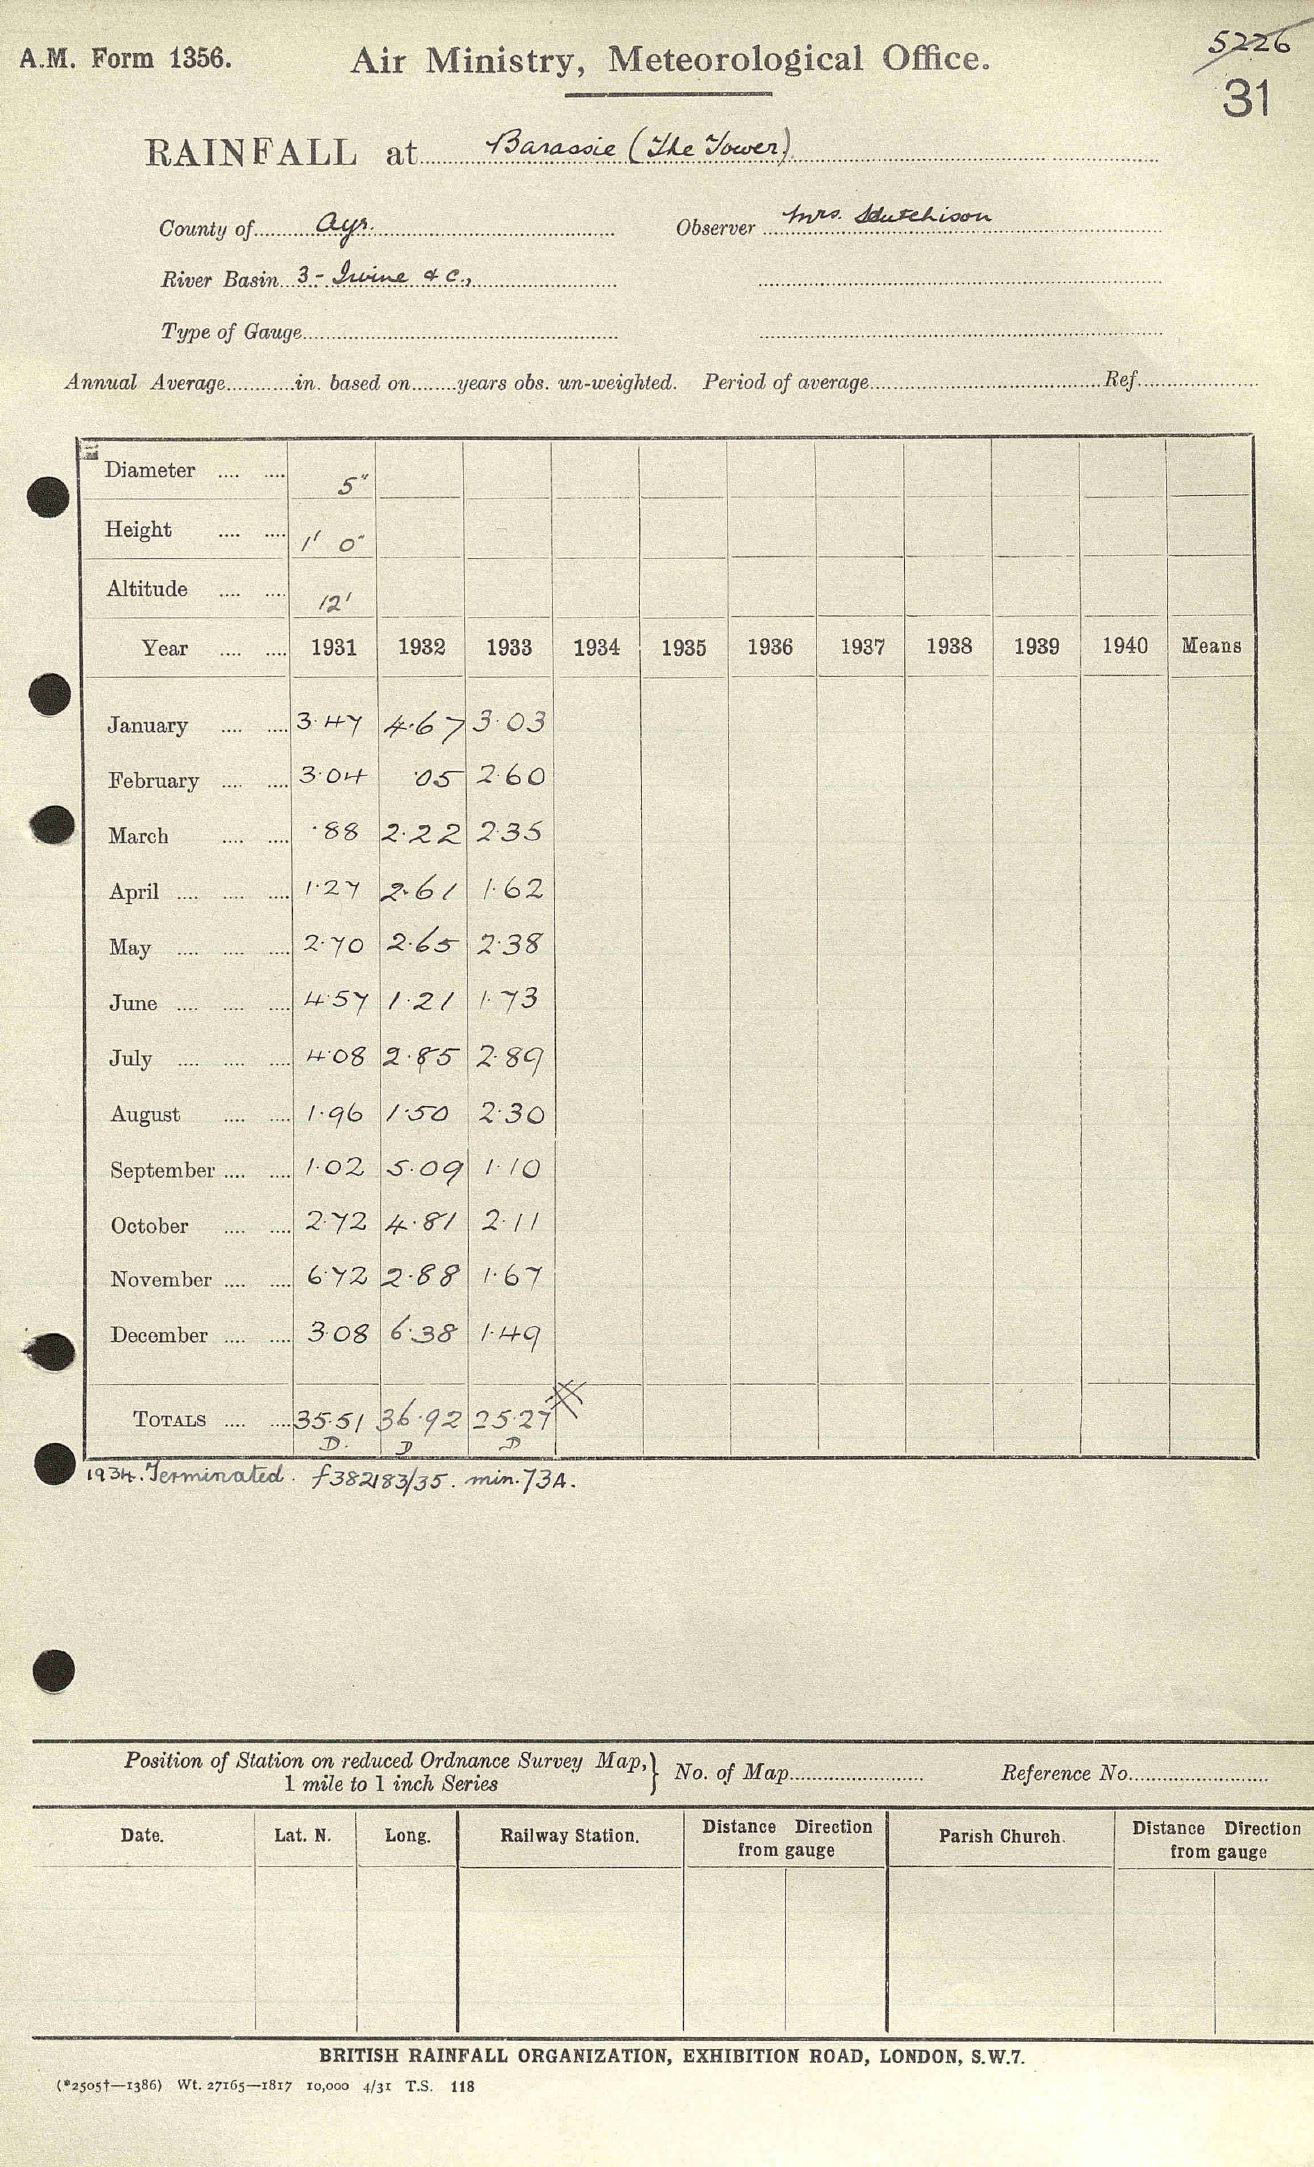 A.M. Form 1356.
Air Ministry, Meteorological Office.
5226
31
RAINFALL at Barassie (The Tower)
County of Ayr. Observer Mrs. Hutchison
River Basin 3 - Irvine & c.,
Type of Gauge
Annual Average in. based on years obs. un-weighted. Period of average Ref.
Diameter 5"
Height 1' 0"
Altitude 12'
Year 1931 1932 1933 1934 1935 1936 1937 1938 1939 1940 Means
January 3.47 4.67 3.03
February 3.04 .05 2.60
March .88 2.22 2.35
April 1.27 2.61 1.62
May 2.70 2.65 2.38
June 4.57 1.21 1.73
July 4.08 2.85 2.89
August 1.96 1.50 2.30
September 1.02 5.09 1.10
October 2.72 4.81 2.11
November 6.72 2.88 1.67
December 3.08 6.38 1.49
TOTALS 35.51 36.92 25.27
D. D D
1934. Terminated. f382183/35. min. 73A.
Position of Station on reduced Ordnance Survey Map, } No. of Map Reference No.
1 mile to 1 inch Series
Date. Lat. N. Long. Railway Station. Distance Direction Parish Church. Distance Direction
from gauge from gauge
BRITISH RAINFALL ORGANIZATION, EXHIBITION ROAD, LONDON, S.W.7.
(*2505†—1386) Wt. 27165—1817 10,000 4/31 T.S. 118